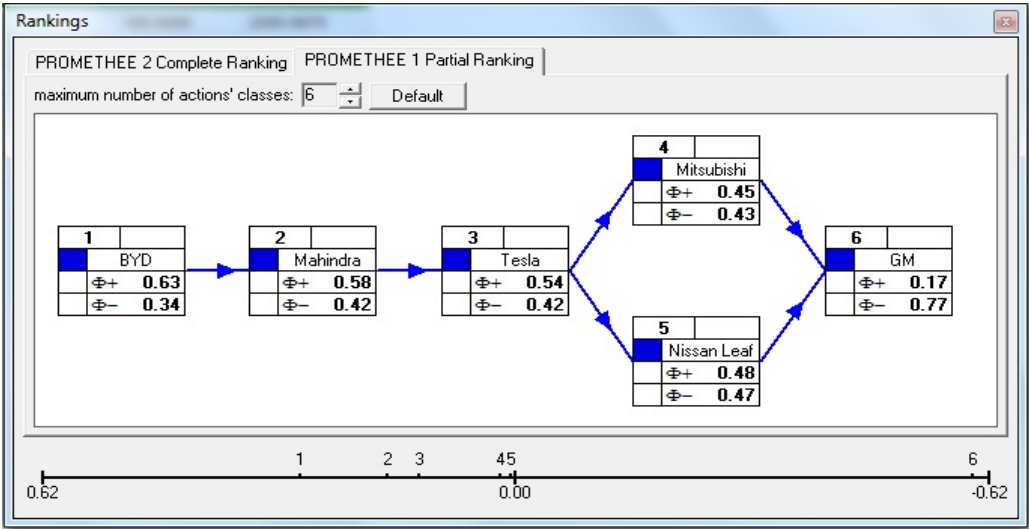 Rankings
PROMETHEE 2 Complete Ranking
PROMETHEE 1 Partial Ranking
maximum number of actions' classes: 6
Default
1
BYD
Φ+ 0.63
Φ− 0.34
2
Mahindra
Φ+ 0.58
Φ− 0.42
3
Tesla
Φ+ 0.54
Φ− 0.42
4
Mitsubishi
Φ+ 0.45
Φ− 0.43
5
Nissan Leaf
Φ+ 0.48
Φ− 0.47
6
GM
Φ+ 0.17
Φ− 0.77
1 2 3 45 6
0.62 0.00 -0.62